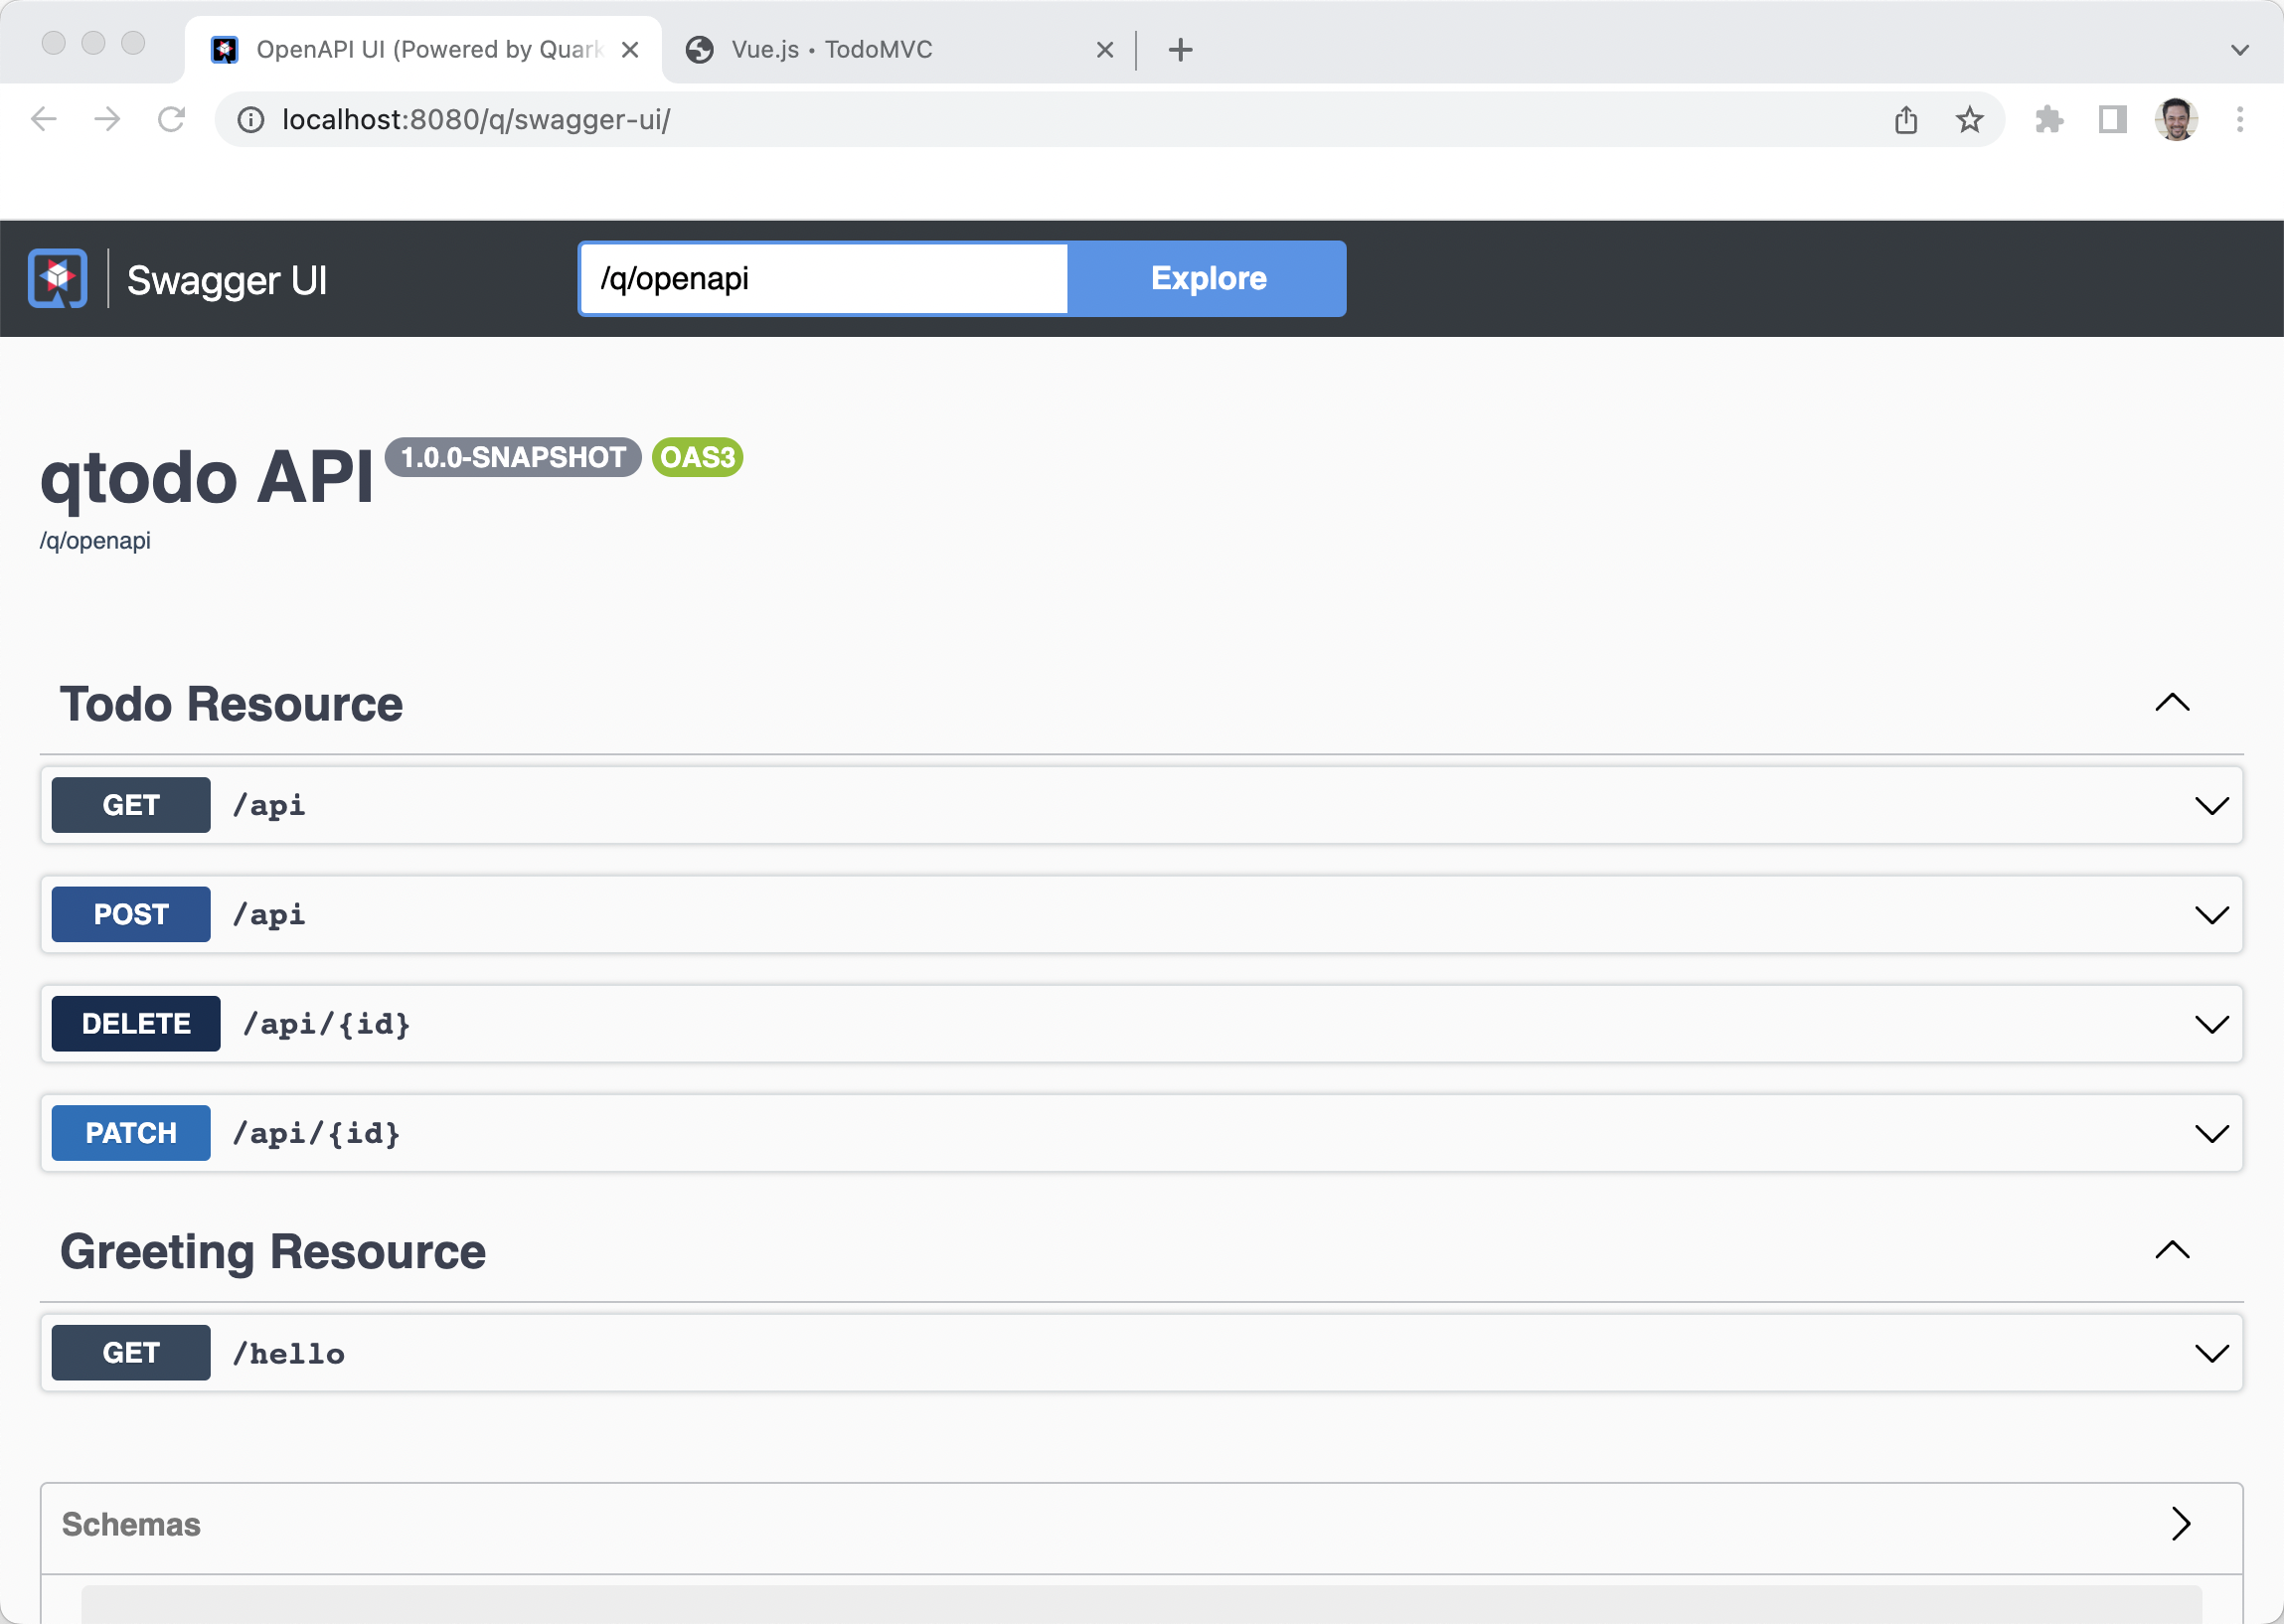 OpenAPI UI (Powered by Quark
Vue.js • TodoMVC
localhost:8080/q/swagger-ui/
Swagger UI
/q/openapi
Explore
qtodo API 1.0.0-SNAPSHOT OAS3
/q/openapi
Todo Resource
GET /api
POST /api
DELETE /api/{id}
PATCH /api/{id}
Greeting Resource
GET /hello
Schemas